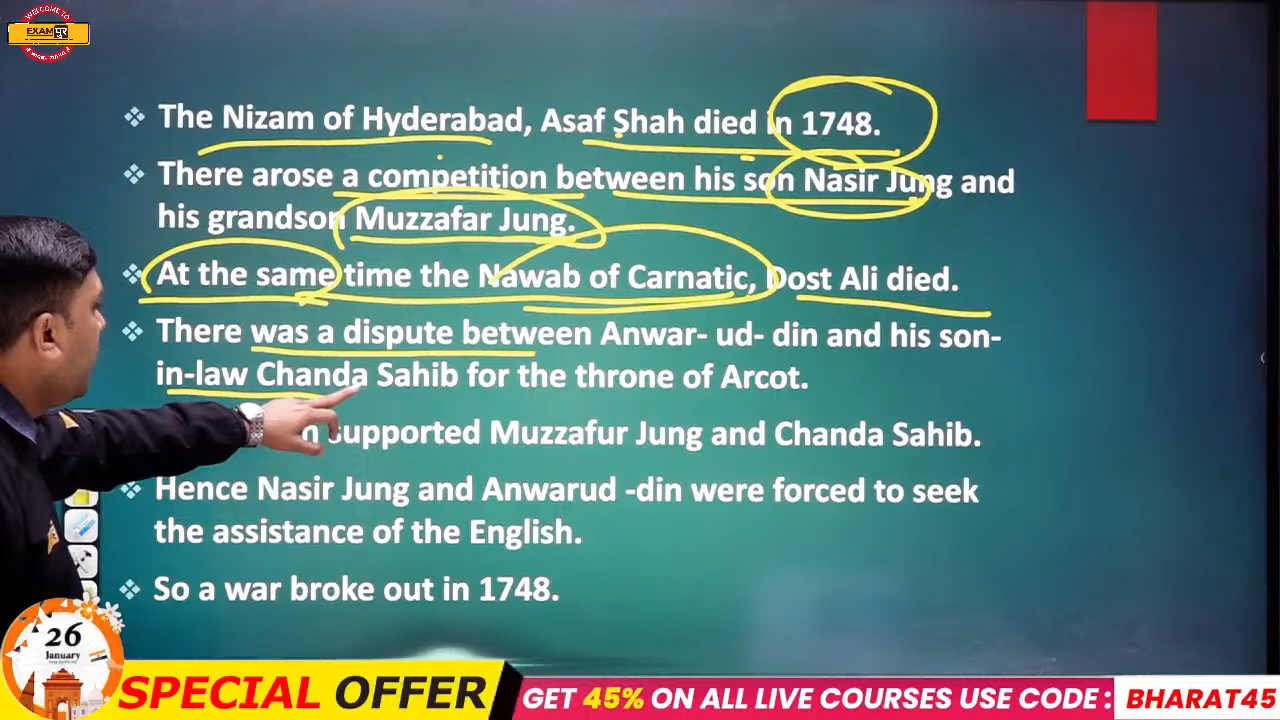 WELCOME TO
EXAM पुर
The Nizam of Hyderabad, Asaf Shah died in 1748.
There arose a competition between his son Nasir Jung and
his grandson Muzzafar Jung.
At the same time the Nawab of Carnatic, Dost Ali died.
There was a dispute between Anwar- ud- din and his son-
in-law Chanda Sahib for the throne of Arcot.
supported Muzzafur Jung and Chanda Sahib.
Hence Nasir Jung and Anwarud -din were forced to seek
the assistance of the English.
So a war broke out in 1748.
26
January
SPECIAL OFFER
GET 45% ON ALL LIVE COURSES USE CODE : BHARAT45